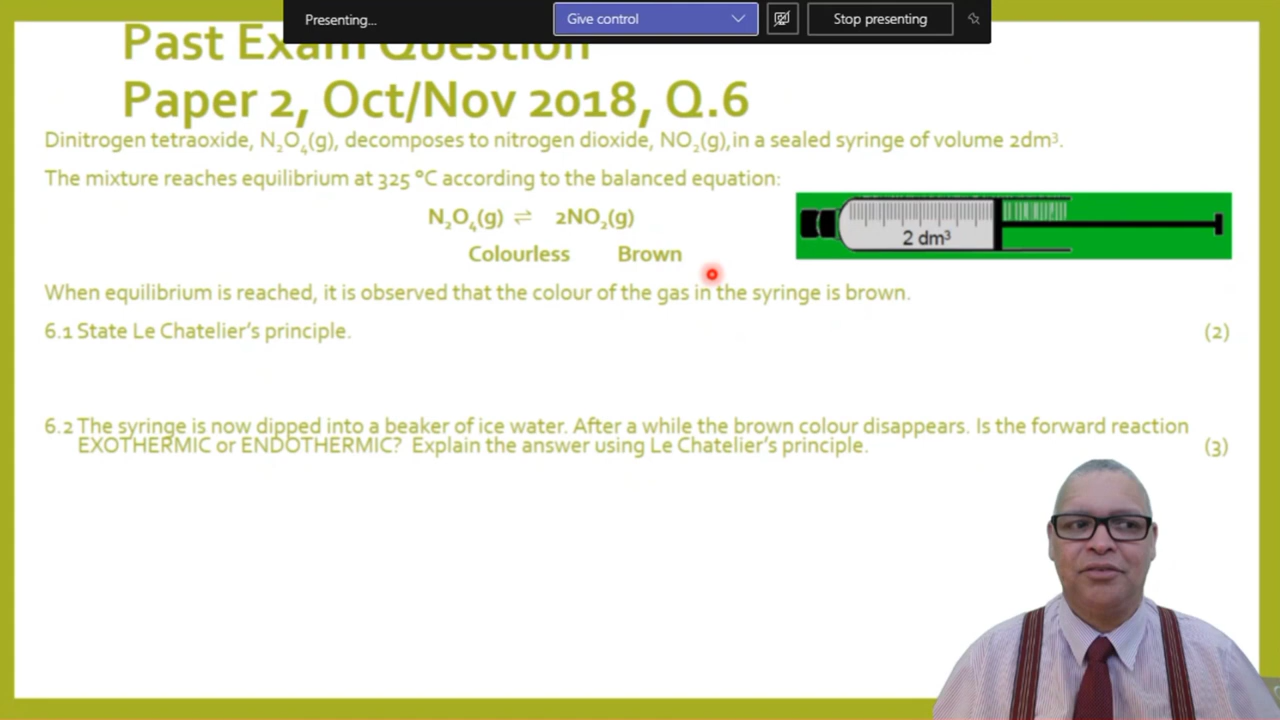 Presenting...
Give control
Stop presenting
Past Exam Question
Paper 2, Oct/Nov 2018, Q.6
Dinitrogen tetraoxide, N₂O₄(g), decomposes to nitrogen dioxide, NO₂(g),in a sealed syringe of volume 2dm³.
The mixture reaches equilibrium at 325 °C according to the balanced equation:
N₂O₄(g) ⇌ 2NO₂(g)
2 dm³
Colourless Brown
When equilibrium is reached, it is observed that the colour of the gas in the syringe is brown.
6.1 State Le Chatelier’s principle. (2)
6.2 The syringe is now dipped into a beaker of ice water. After a while the brown colour disappears. Is the forward reaction
EXOTHERMIC or ENDOTHERMIC? Explain the answer using Le Chatelier’s principle. (3)